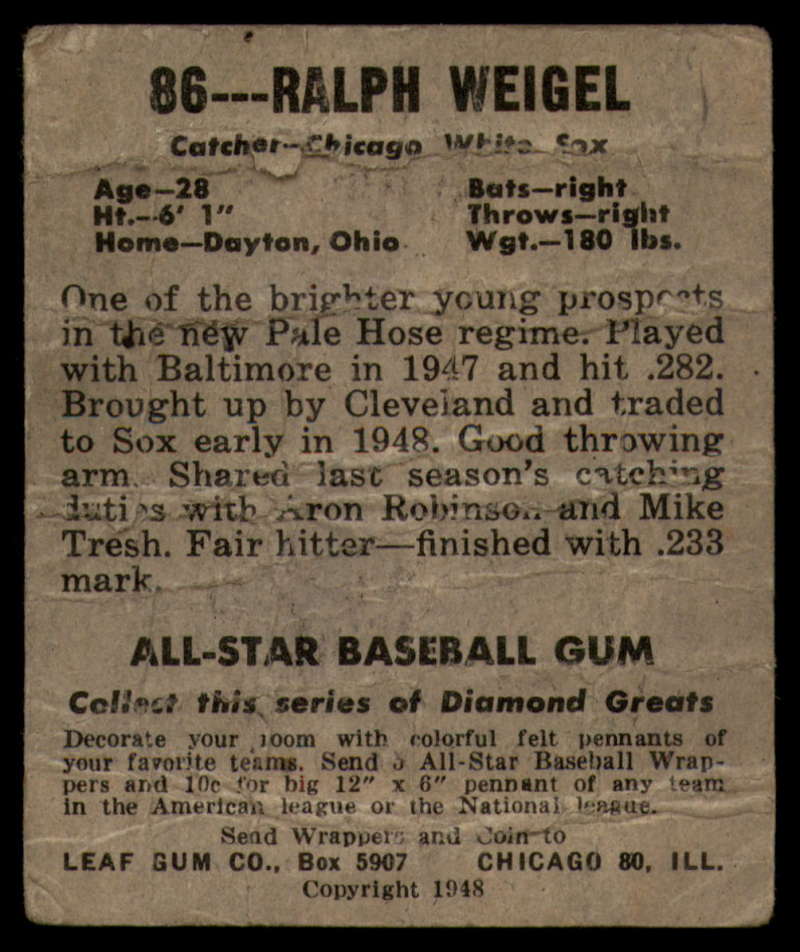 86---RALPH WEIGEL
Catcher--Chicago White Sox
Age—28
Bats—right
Ht.--6' 1"
Throws—right
Home—Dayton, Ohio
Wgt.—180 lbs.
One of the brighter young prospects
in the new Pale Hose regime. Played
with Baltimore in 1947 and hit .282.
Brought up by Cleveland and traded
to Sox early in 1948. Good throwing
arm. Shared last season's catching
duties with Aron Robinson and Mike
Tresh. Fair hitter—finished with .233
mark.
ALL-STAR BASEBALL GUM
Collect this series of Diamond Greats
Decorate your room with colorful felt pennants of
your favorite teams. Send 5 All-Star Baseball Wrap-
pers and 10c for big 12" x 6" pennant of any team
in the American league or the National league.
Send Wrappers and Coin to
LEAF GUM CO., Box 5907 CHICAGO 80, ILL.
Copyright 1948